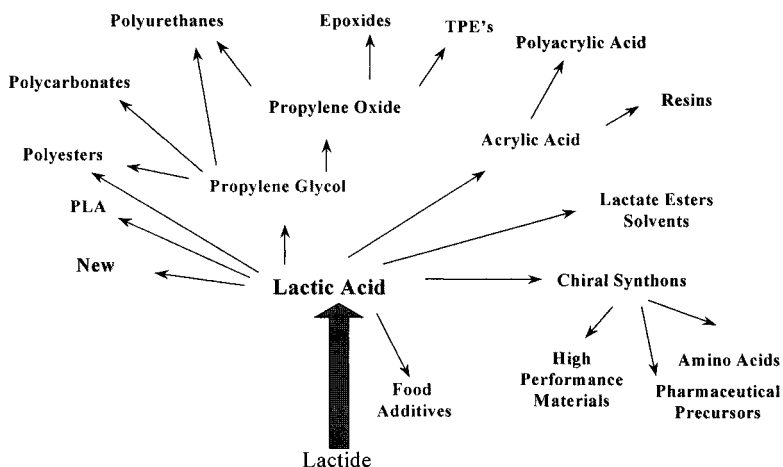 Polyurethanes
Epoxides
TPE's
Polyacrylic Acid
Polycarbonates
Propylene Oxide
Resins
Acrylic Acid
Polyesters
Propylene Glycol
PLA
Lactate Esters
Solvents
New
Lactic Acid
Chiral Synthons
High
Performance
Materials
Amino Acids
Pharmaceutical
Precursors
Food
Additives
Lactide